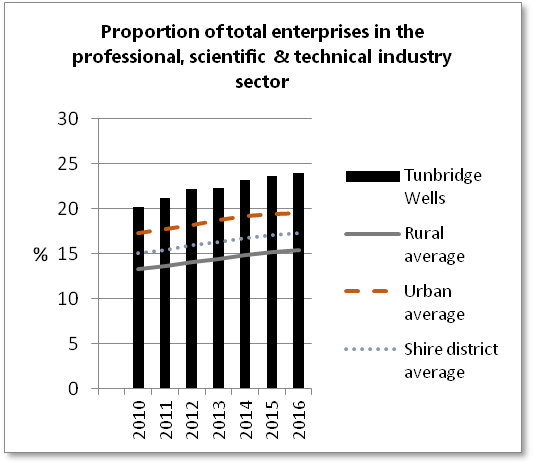 Proportion of total enterprises in the
professional, scientific & technical industry
sector
30
25
20
15
10
5
0
%
2010
2011
2012
2013
2014
2015
2016
Tunbridge
Wells
Rural
average
Urban
average
Shire district
average